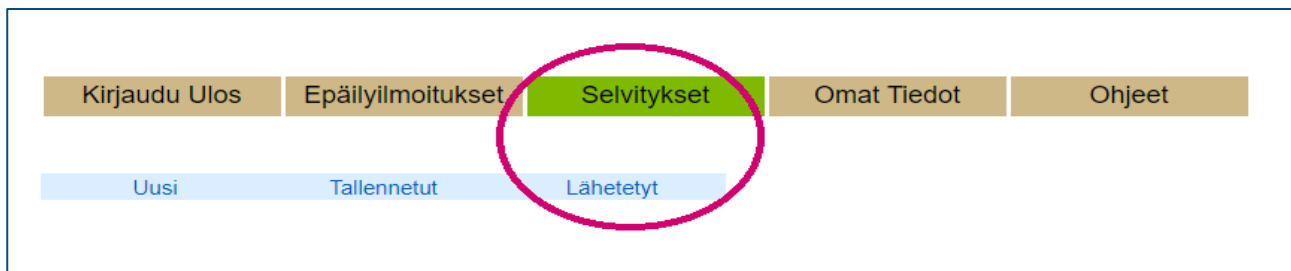 Kirjaudu Ulos Epäilyilmoitukset Selvitykset Omat Tiedot Ohjeet
Uusi Tallennetut Lähetetyt